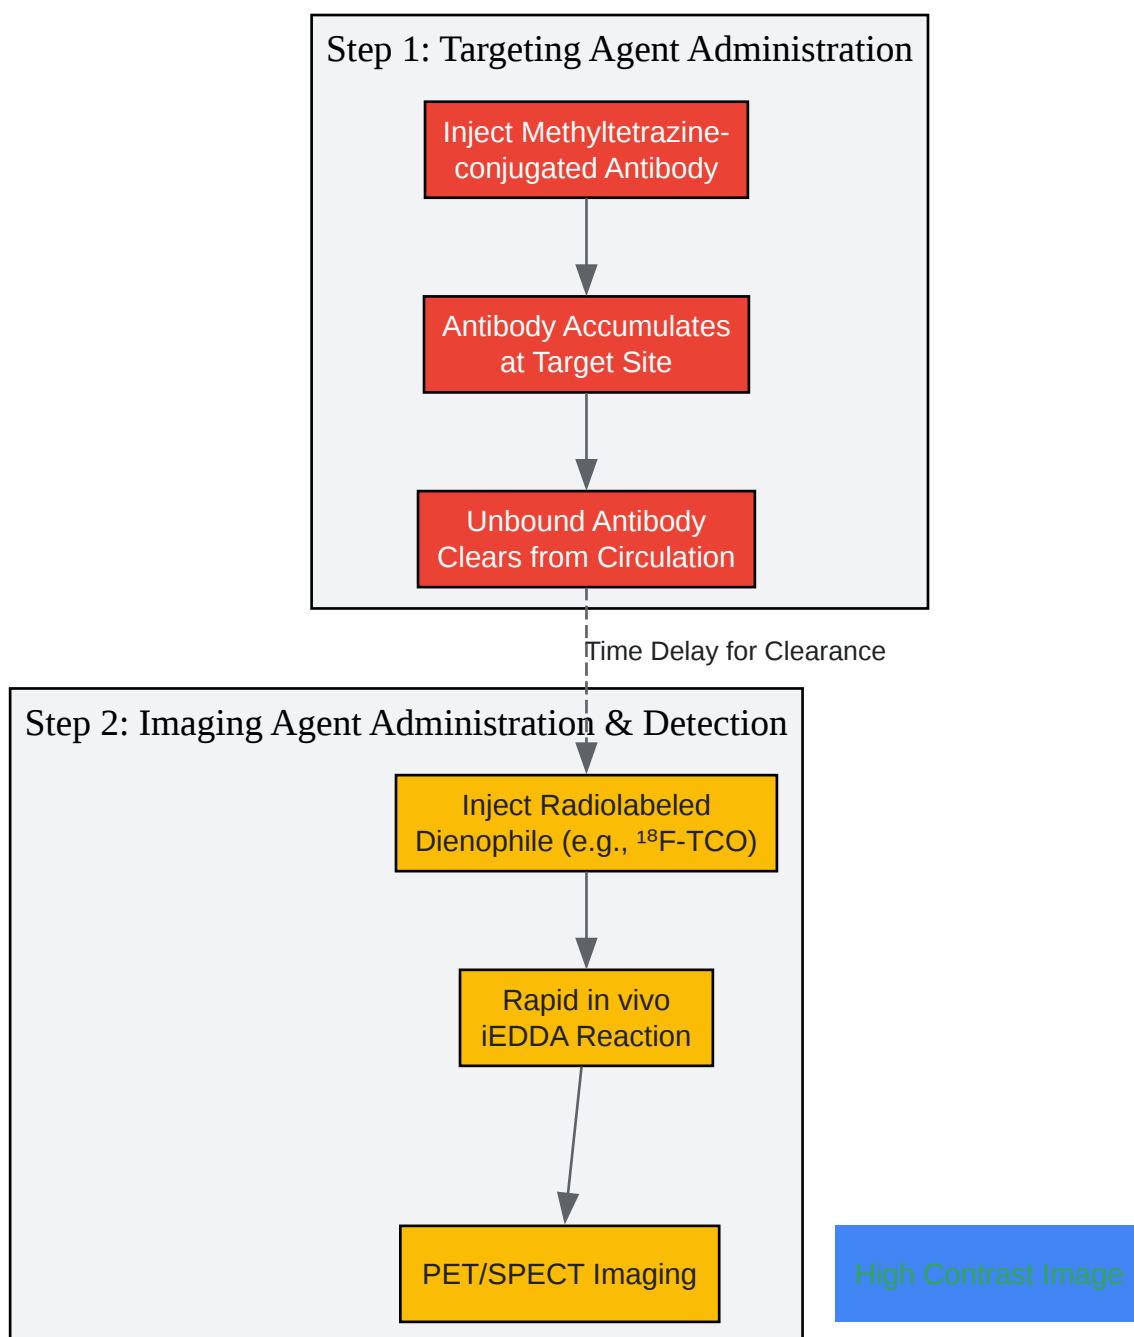 Step 1: Targeting Agent Administration
Inject Methyltetrazine-
conjugated Antibody
Antibody Accumulates
at Target Site
Unbound Antibody
Clears from Circulation
Time Delay for Clearance
Step 2: Imaging Agent Administration & Detection
Inject Radiolabeled
Dienophile (e.g., ¹⁸F-TCO)
Rapid in vivo
iEDDA Reaction
PET/SPECT Imaging
High Contrast Image